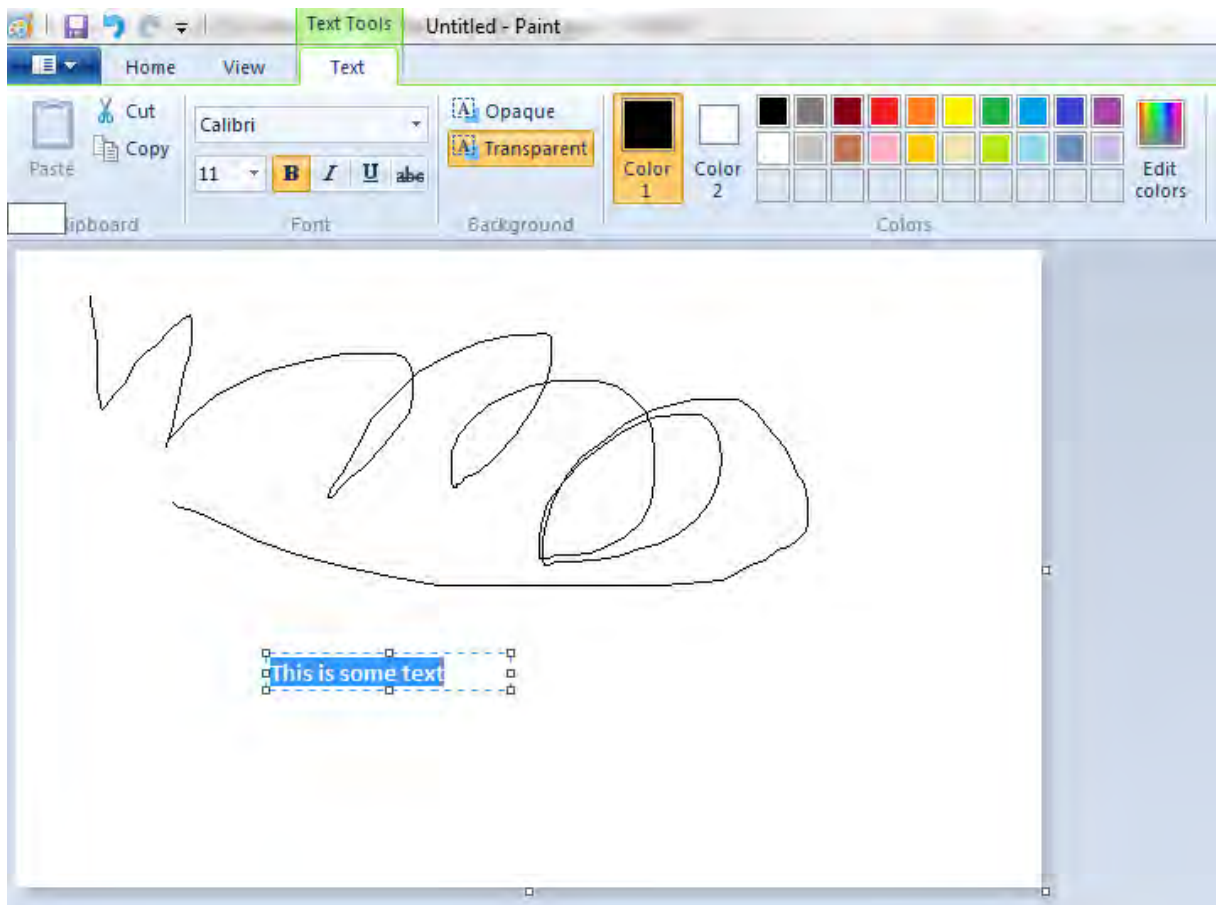 Text Tools Untitled - Paint
Home View Text
Cut
Copy
Paste
Clipboard
Calibri
11 B I U abc
Font
Opaque
Transparent
Background
Color 1
Color 2
Edit colors
Colors
This is some text